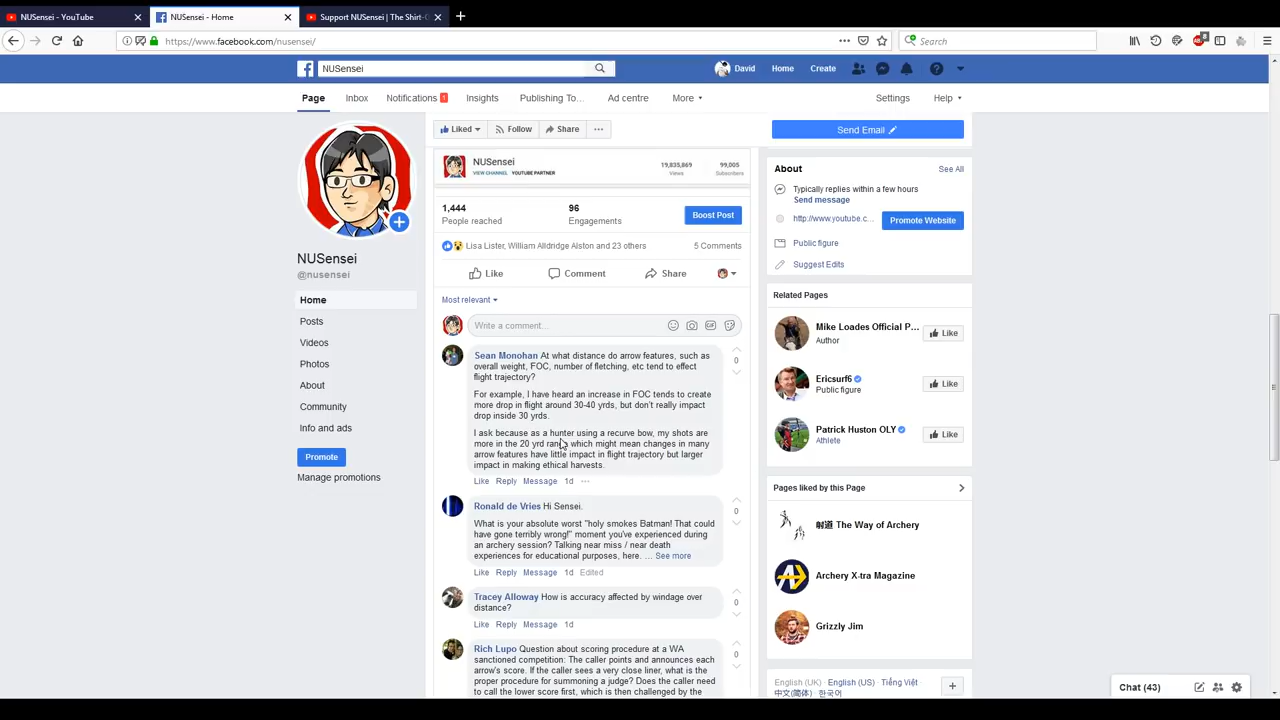 NUSensei - YouTube
NUSensei - Home
Support NUSensei | The Shirt-
https://www.facebook.com/nusensei/
Search
NUSensei
David Home Create
Page Inbox Notifications 1 Insights Publishing To... Ad centre More Settings Help
Liked Follow Share
Send Email
NUSensei
VIEW CHANNEL YOUTUBE PARTNER
19,835,869
Views
99,005
Subscribers
1,444
People reached
96
Engagements
Boost Post
Lisa Lister, William Alldridge Alston and 23 others
5 Comments
Like Comment Share
Most relevant
Write a comment...
GIF
Sean Monohan At what distance do arrow features, such as
overall weight, FOC, number of fletching, etc tend to effect
flight trajectory?
For example, I have heard an increase in FOC tends to create
more drop in flight around 30-40 yrds, but don't really impact
drop inside 30 yrds.
I ask because as a hunter using a recurve bow, my shots are
more in the 20 yrd range which might mean changes in many
arrow features have little impact in flight trajectory but larger
impact in making ethical harvests.
Like Reply Message 1d
0
Ronald de Vries Hi Sensei.
What is your absolute worst "holy smokes Batman! That could
have gone terribly wrong!" moment you've experienced during
an archery session? Talking near miss / near death
experiences for educational purposes, here. ... See more
Like Reply Message 1d Edited
0
Tracey Alloway How is accuracy affected by windage over
distance?
Like Reply Message 1d
0
Rich Lupo Question about scoring procedure at a WA
sanctioned competition: The caller points and announces each
arrow's score. If the caller sees a very close liner, what is the
proper procedure for summoning a judge? Does the caller need
to call the lower score first, which is then challenged by the
0
NUSensei
@nusensei
Home
Posts
Videos
Photos
About
Community
Info and ads
Promote
Manage promotions
About
See All
Typically replies within a few hours
Send message
http://www.youtube.c...
Promote Website
Public figure
Suggest Edits
Related Pages
Mike Loades Official P...
Author
Like
Ericsurf6
Public figure
Like
Patrick Huston OLY
Athlete
Like
Pages liked by this Page
射道 The Way of Archery
Archery X-tra Magazine
Grizzly Jim
English (UK) · English (US) · Tiếng Việt ·
中文(简体) · 한국어
Chat (43)